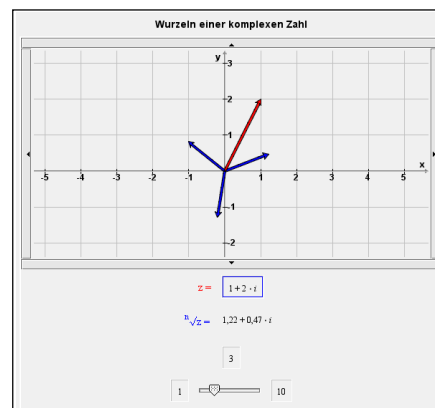 Wurzeln einer komplexen Zahl
y
3
2
1
x
-5 -4 -3 -2 -1 0 1 2 3 4 5
-1
-2
z = 1 + 2 · i
ⁿ√z = 1,22 + 0,47 · i
3
1 10